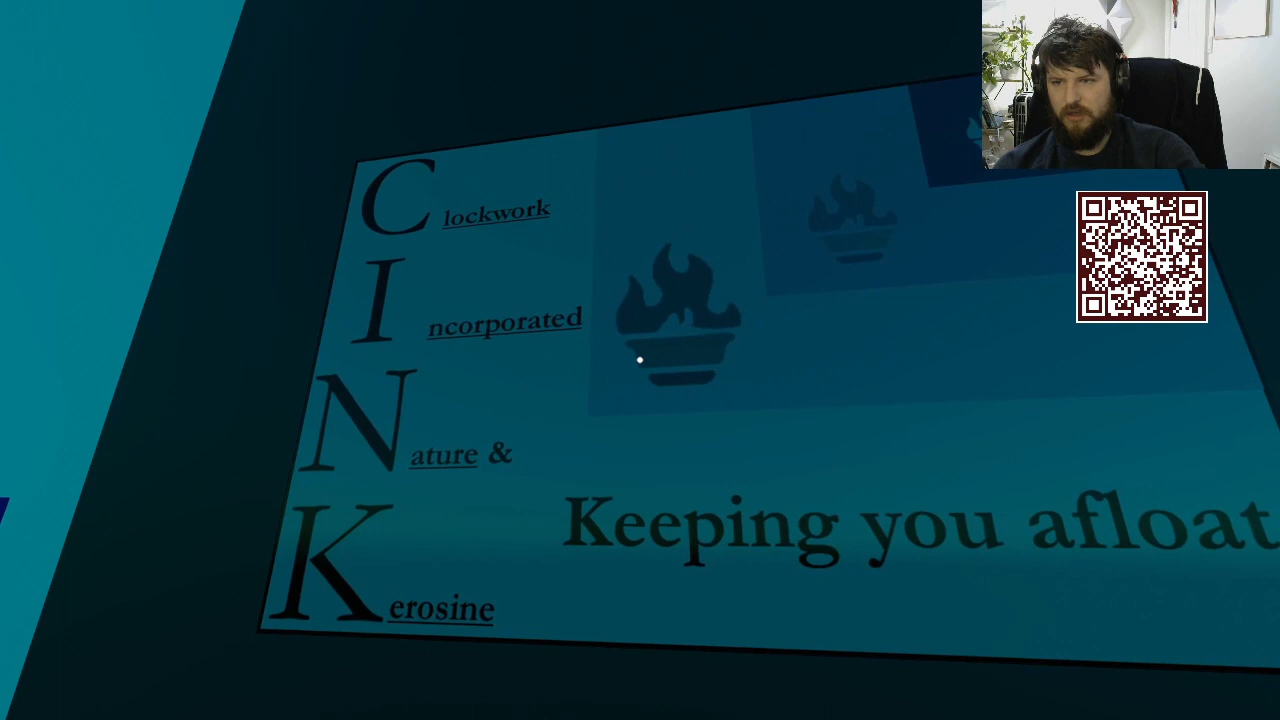 Clockwork
Incorporated
Nature &
Kerosine
Keeping you afloat